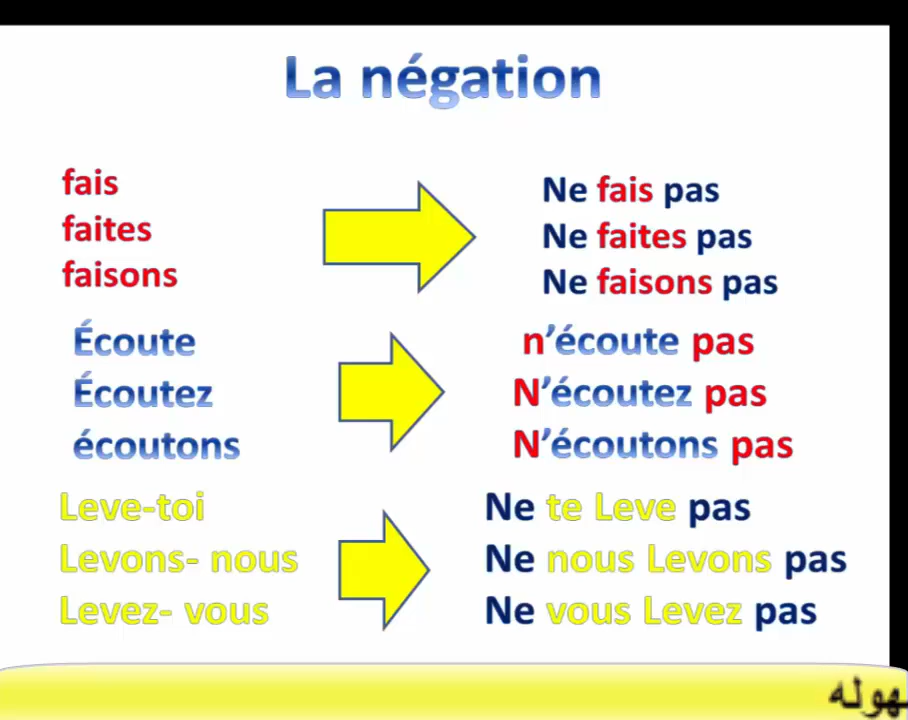 La négation
fais
faites
faisons
Ne fais pas
Ne faites pas
Ne faisons pas
Écoute
Écoutez
écoutons
n'écoute pas
N'écoutez pas
N'écoutons pas
Leve-toi
Levons- nous
Levez- vous
Ne te Leve pas
Ne nous Levons pas
Ne vous Levez pas